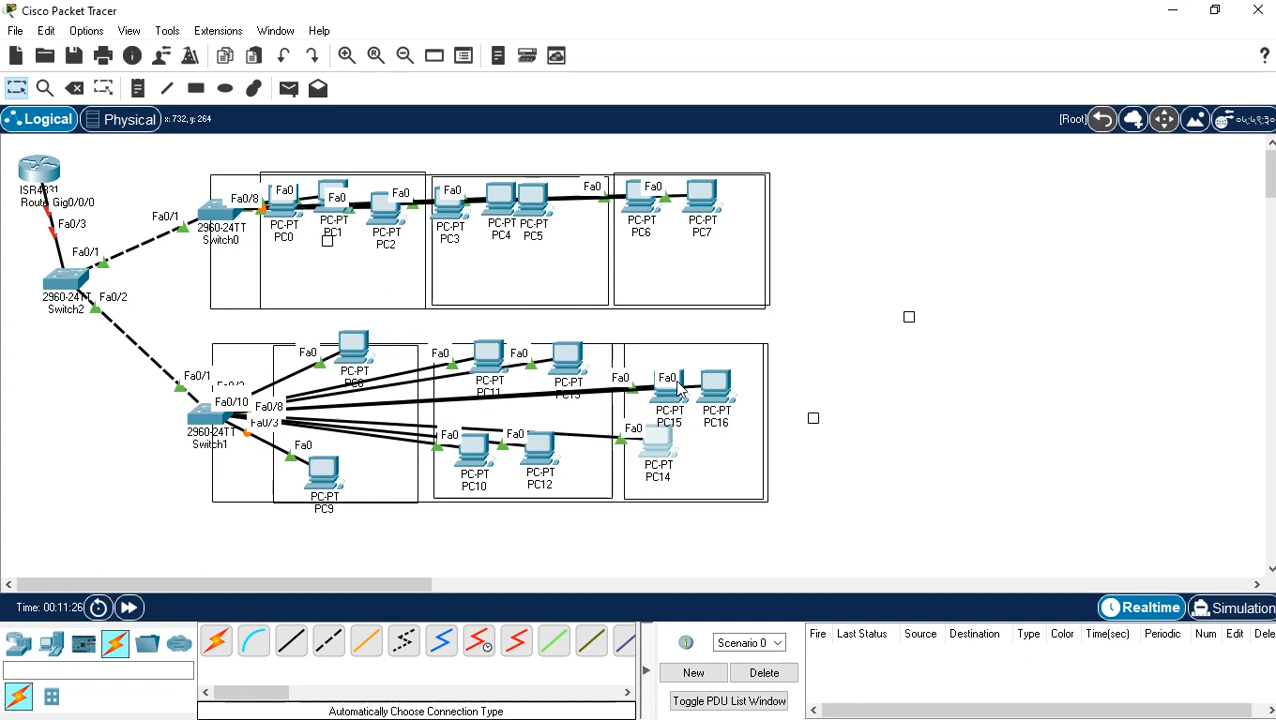 Cisco Packet Tracer
File Edit Options View Tools Extensions Window Help
Logical Physical x: 732, y: 264 [Root]
ISR4331
Gig0/0/0
Fa0/3
Fa0/1
2960-24TT
Switch2
Fa0/2
Fa0/1
Fa0/8
2960-24TT
Switch0
Fa0
PC-PT
PC0
Fa0
PC-PT
PC1
Fa0
PC-PT
PC2
Fa0
PC-PT
PC3
PC-PT
PC4
PC-PT
PC5
Fa0
PC-PT
PC6
Fa0
PC-PT
PC7
Fa0/1
Fa0/10
Fa0/8
Fa0/3
2960-24TT
Switch1
Fa0
PC-PT
Fa0
PC-PT
PC9
Fa0
PC-PT
PC11
Fa0
PC-PT
PC13
Fa0
PC-PT
PC10
Fa0
PC-PT
PC12
Fa0
PC-PT
PC15
Fa0
PC-PT
PC16
Fa0
PC-PT
PC14
Time: 00:11:26 Realtime Simulation
Scenario 0
New Delete
Toggle PDU List Window
Fire Last Status Source Destination Type Color Time(sec) Periodic Num Edit Dele
Automatically Choose Connection Type